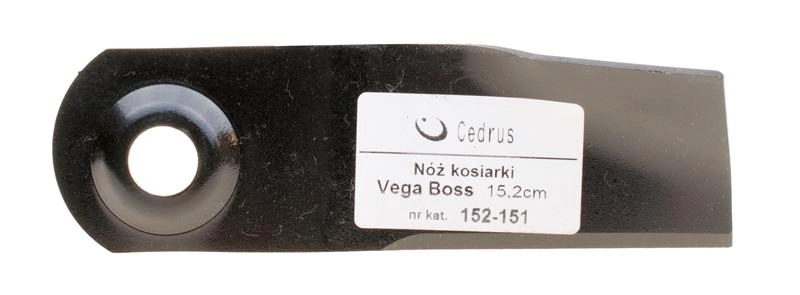 Cedrus
Nóż kosiarki
Vega Boss 15,2cm
nr kat. 152-151